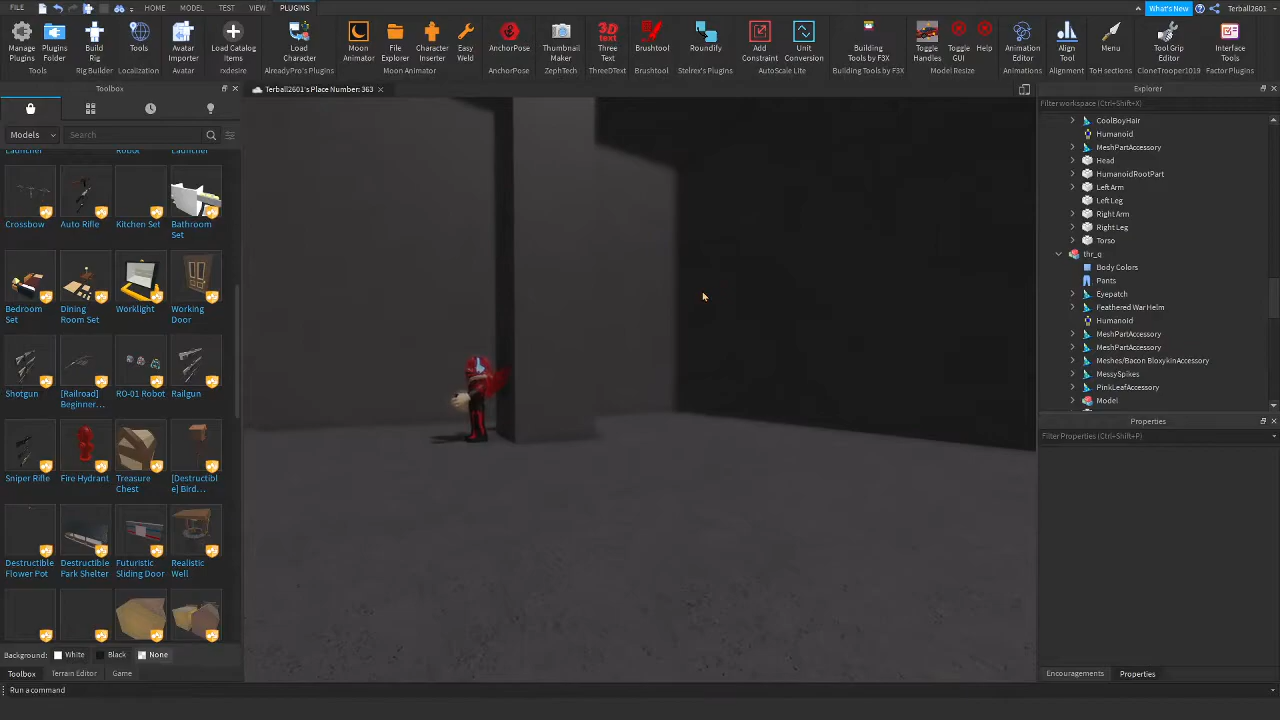 FILE HOME MODEL TEST VIEW PLUGINS What's New Terball2601
Manage Plugins Plugins Folder Build Rig Tools Avatar Importer Load Catalog Items Load Character Moon Animator File Explorer Character Inserter Easy Weld AnchorPose Thumbnail Maker Three Text Brushtool Roundify Add Constraint Unit Conversion Building Tools by F3X Toggle Handles Toggle GUI Help Animation Editor Align Tool Menu Tool Grip Editor Interface Tools
Tools Rig Builder Localization Avatar rxdesire AlreadyPro's Plugins Moon Animator AnchorPose ZephTech ThreeDText Brushtool Stelrex's Plugins AutoScale Lite Building Tools by F3X Model Resize Animations Alignment ToH sections CloneTrooper1019 Factor Plugins
Toolbox
Terball2601's Place Number: 363
Explorer
Filter workspace (Ctrl+Shift+X)
Models
Search
Launcher Robot Launcher
Crossbow Auto Rifle Kitchen Set Bathroom Set
Bedroom Set Dining Room Set Worklight Working Door
Shotgun [Railroad] Beginner... RO-01 Robot Railgun
Sniper Rifle Fire Hydrant Treasure Chest [Destructible] Bird...
Destructible Flower Pot Destructible Park Shelter Futuristic Sliding Door Realistic Well
Background: White Black None
Toolbox Terrain Editor Game
Run a command
CoolBoyHair
Humanoid
MeshPartAccessory
Head
HumanoidRootPart
Left Arm
Left Leg
Right Arm
Right Leg
Torso
thr_q
Body Colors
Pants
Eyepatch
Feathered War Helm
Humanoid
MeshPartAccessory
MeshPartAccessory
Meshes/Bacon BloxykinAccessory
MessySpikes
PinkLeafAccessory
Model
Properties
Filter Properties (Ctrl+Shift+P)
Encouragements Properties